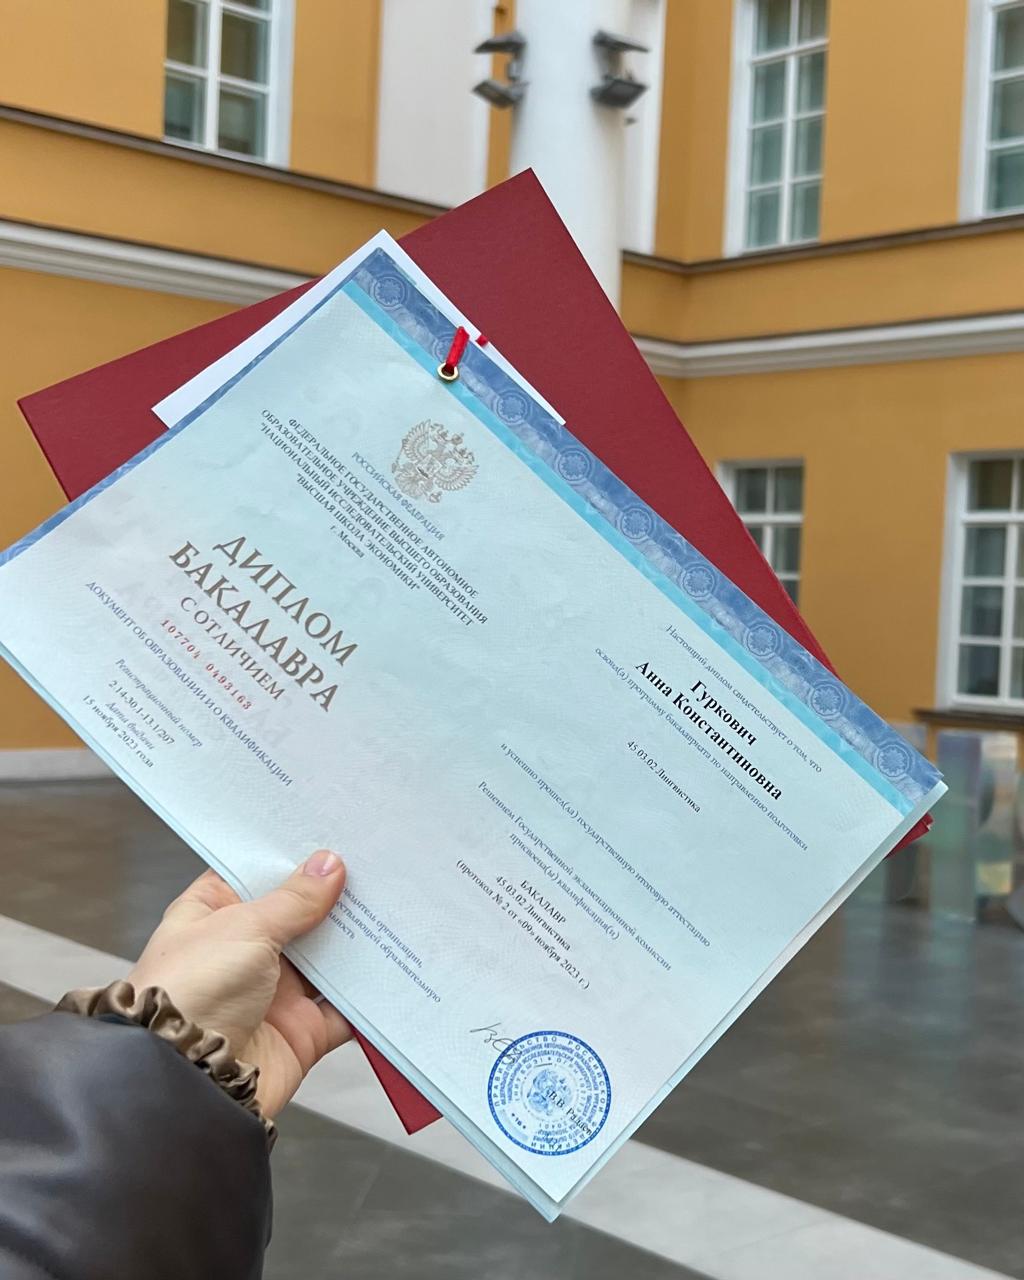 РОССИЙСКАЯ ФЕДЕРАЦИЯ
ФЕДЕРАЛЬНОЕ ГОСУДАРСТВЕННОЕ АВТОНОМНОЕ
ОБРАЗОВАТЕЛЬНОЕ УЧРЕЖДЕНИЕ ВЫСШЕГО ОБРАЗОВАНИЯ
"НАЦИОНАЛЬНЫЙ ИССЛЕДОВАТЕЛЬСКИЙ УНИВЕРСИТЕТ
"ВЫСШАЯ ШКОЛА ЭКОНОМИКИ"
г. Москва
ДИПЛОМ
БАКАЛАВРА
С ОТЛИЧИЕМ
107704 0493163
ДОКУМЕНТ ОБ ОБРАЗОВАНИИ И О КВАЛИФИКАЦИИ
Регистрационный номер
2.14-30.1-13.1/207
Дата выдачи
15 ноября 2023 года
Настоящий диплом свидетельствует о том, что
Гуркович
Анна Константиновна
освоил(а) программу бакалавриата по направлению подготовки
45.03.02 Лингвистика
и успешно прошел(ла) государственную итоговую аттестацию
Решением Государственной экзаменационной комиссии
присвоена(ы) квалификация(и)
БАКАЛАВР
45.03.02 Лингвистика
(протокол № 2 от «09» ноября 2023 г.)
организации,
образовательную
В.В. Радаев